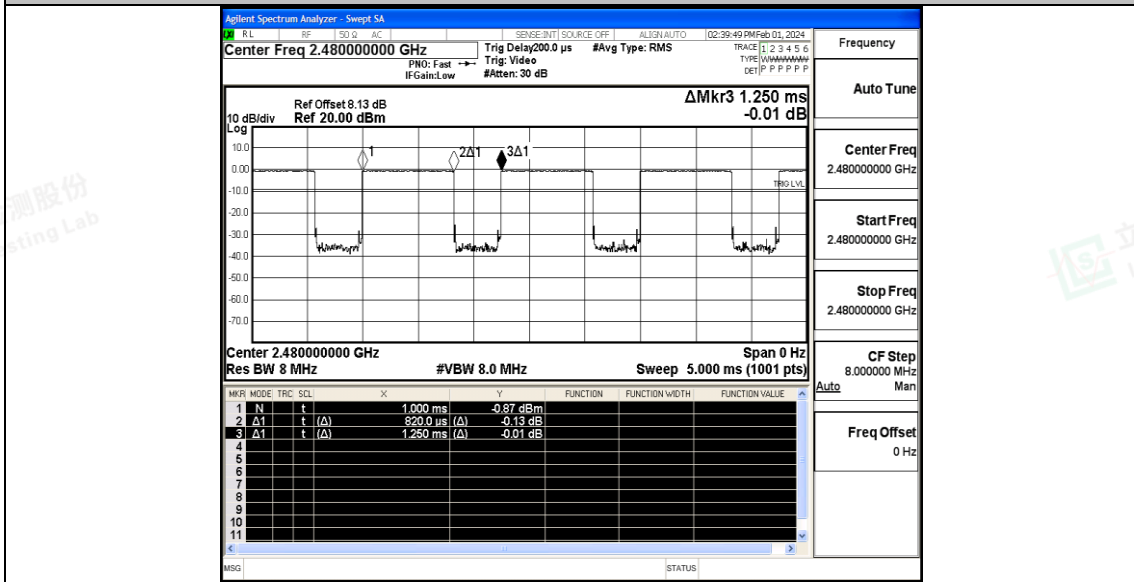 Agilent Spectrum Analyzer - Swept SA
RL RF 50 Ω AC SENSE:INT SOURCE OFF ALIGN AUTO 02:39:49 PM Feb 01, 2024
Center Freq 2.480000000 GHz
Trig Delay200.0 µs #Avg Type: RMS
TRACE 1 2 3 4 5 6
PNO: Fast Trig: Video
TYPE WWWWWW
IFGain:Low #Atten: 30 dB
DET P P P P P P
Frequency
Auto Tune
Center Freq
2.480000000 GHz
Start Freq
2.480000000 GHz
Stop Freq
2.480000000 GHz
CF Step
8.000000 MHz
Auto Man
Freq Offset
0 Hz
ΔMkr3 1.250 ms
-0.01 dB
Ref Offset 8.13 dB
10 dB/div Ref 20.00 dBm
Log
10.0
0.00
-10.0
-20.0
-30.0
-40.0
-50.0
-60.0
-70.0
1
2Δ1
3Δ1
TRIG LVL
Center 2.480000000 GHz Span 0 Hz
Res BW 8 MHz #VBW 8.0 MHz Sweep 5.000 ms (1001 pts)
MKR MODE TRC SCL X Y FUNCTION FUNCTION WIDTH FUNCTION VALUE
1 N t 1.000 ms -0.87 dBm
2 Δ1 t (Δ) 820.0 µs (Δ) -0.13 dB
3 Δ1 t (Δ) 1.250 ms (Δ) -0.01 dB
4
5
6
7
8
9
10
11
MSG STATUS
测股份
sting Lab
立